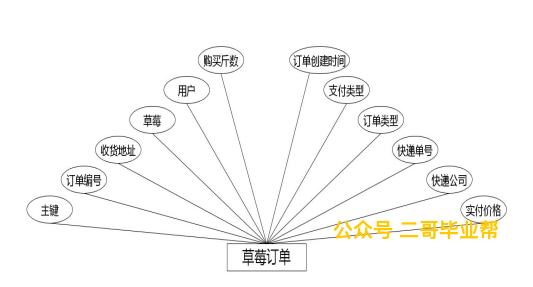 购买斤数
订单创建时间
用户
支付类型
草莓
订单类型
收货地址
快递单号
订单编号
快递公司
主键
实付价格
公众号 二哥毕业帮
草莓订单